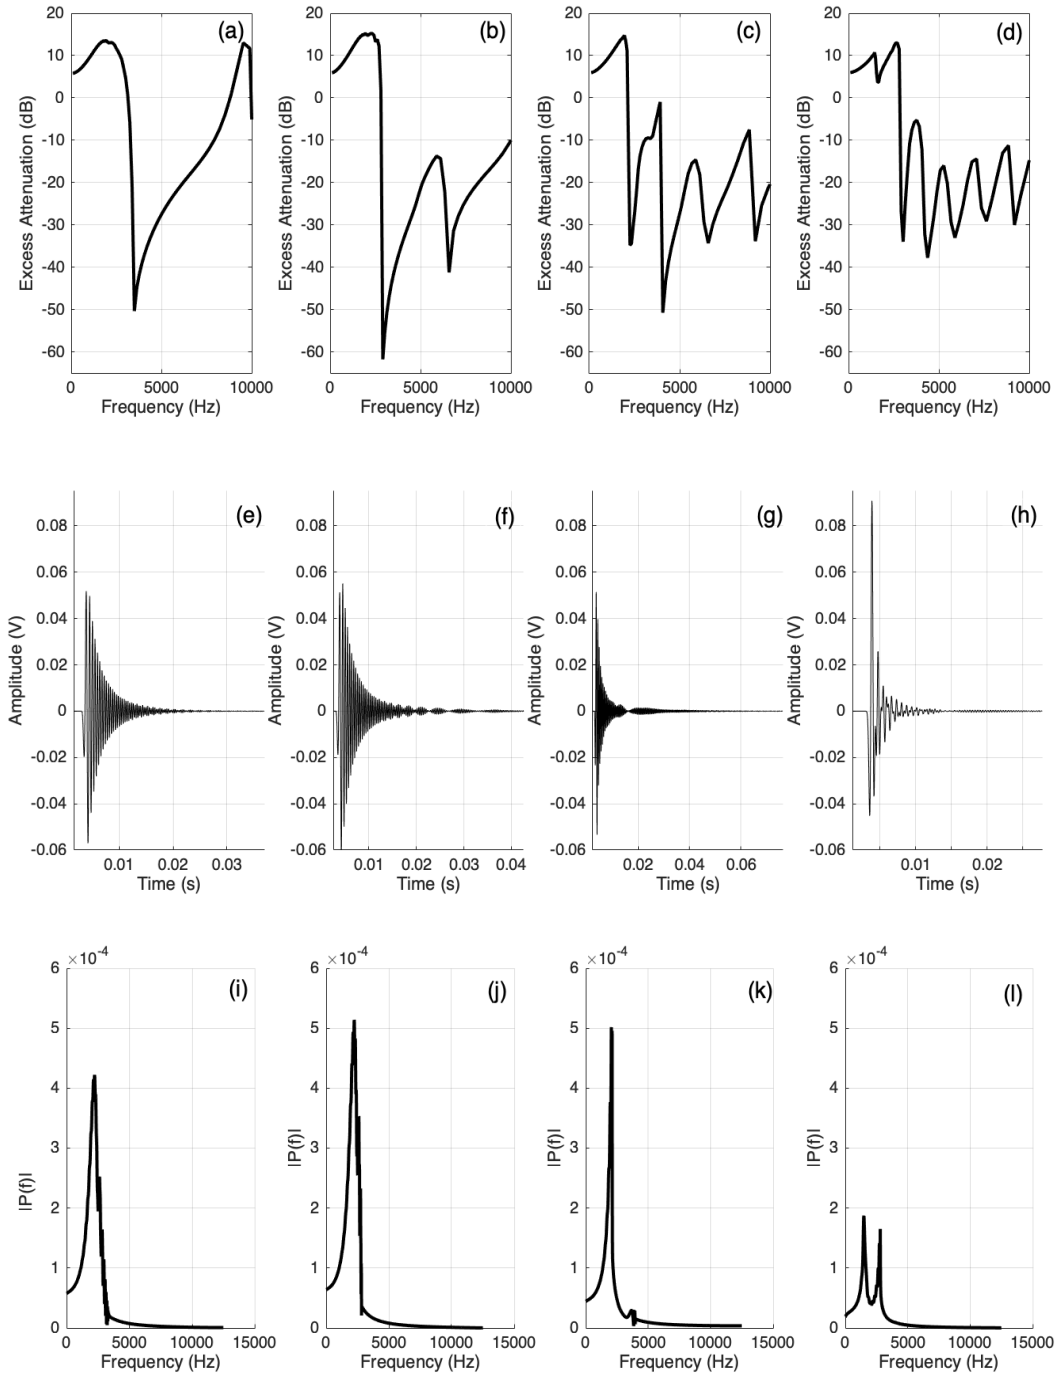 (a) (b) (c) (d)
20 20 20 20
10 10 10 10
0 0 0 0
-10 -10 -10 -10
-20 -20 -20 -20
-30 -30 -30 -30
-40 -40 -40 -40
-50 -50 -50 -50
-60 -60 -60 -60
Excess Attenuation (dB) Excess Attenuation (dB) Excess Attenuation (dB) Excess Attenuation (dB)
0 5000 10000 0 5000 10000 0 5000 10000 0 5000 10000
Frequency (Hz) Frequency (Hz) Frequency (Hz) Frequency (Hz)
(e) (f) (g) (h)
0.08 0.08 0.08 0.08
0.06 0.06 0.06 0.06
0.04 0.04 0.04 0.04
0.02 0.02 0.02 0.02
0 0 0 0
-0.02 -0.02 -0.02 -0.02
-0.04 -0.04 -0.04 -0.04
-0.06 -0.06 -0.06 -0.06
Amplitude (V) Amplitude (V) Amplitude (V) Amplitude (V)
0.01 0.02 0.03 0.01 0.02 0.03 0.04 0.02 0.04 0.06 0.01 0.02
Time (s) Time (s) Time (s) Time (s)
×10⁻⁴ ×10⁻⁴ ×10⁻⁴ ×10⁻⁴
(i) (j) (k) (l)
6 6 6 6
5 5 5 5
4 4 4 4
3 3 3 3
2 2 2 2
1 1 1 1
0 0 0 0
|P(f)| |P(f)| |P(f)| |P(f)|
0 5000 10000 15000 0 5000 10000 15000 0 5000 10000 15000 0 5000 10000 15000
Frequency (Hz) Frequency (Hz) Frequency (Hz) Frequency (Hz)